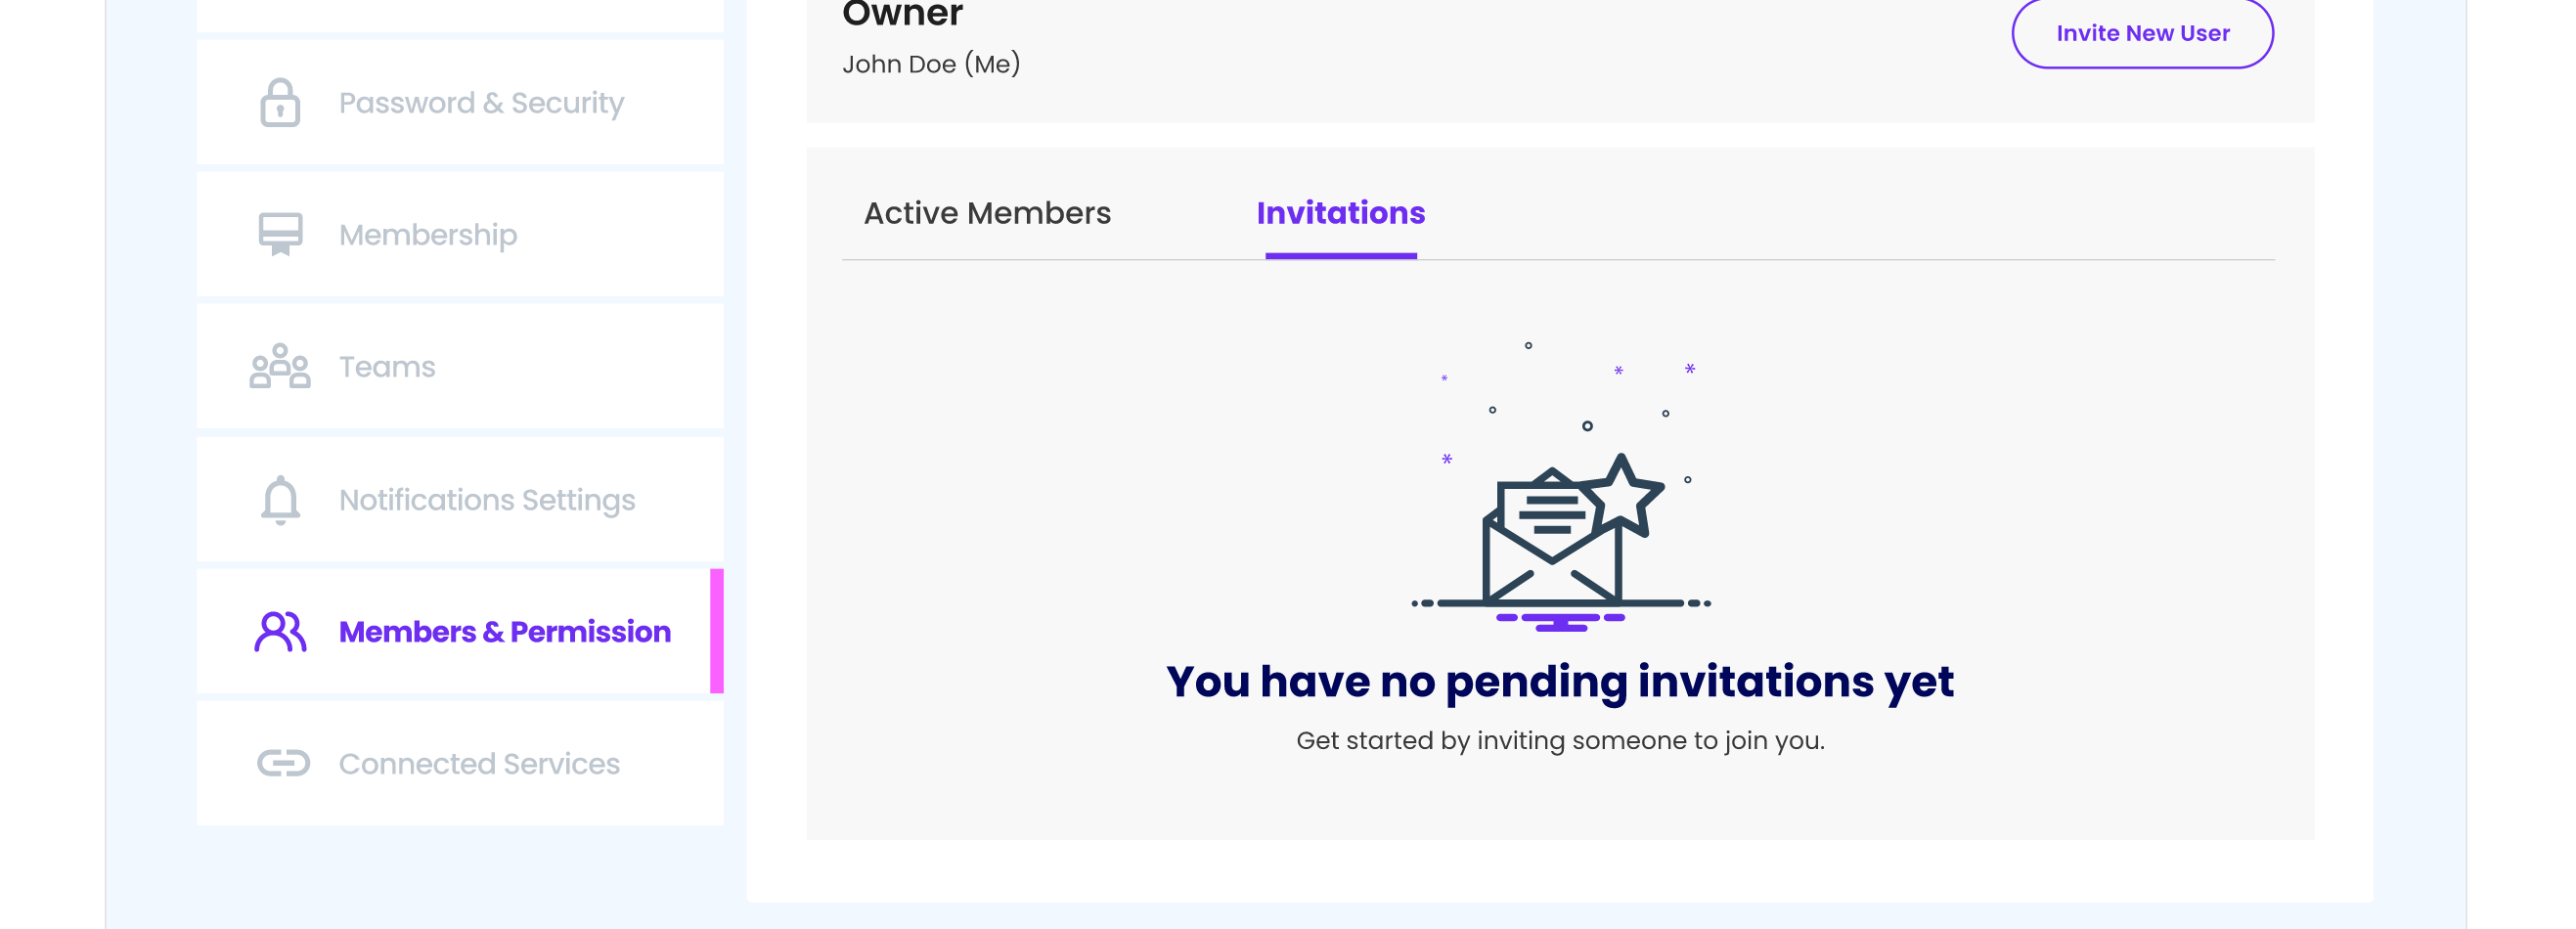 Password & Security
Membership
Teams
Notifications Settings
Members & Permission
Connected Services
Owner
John Doe (Me)
Invite New User
Active Members
Invitations
You have no pending invitations yet
Get started by inviting someone to join you.